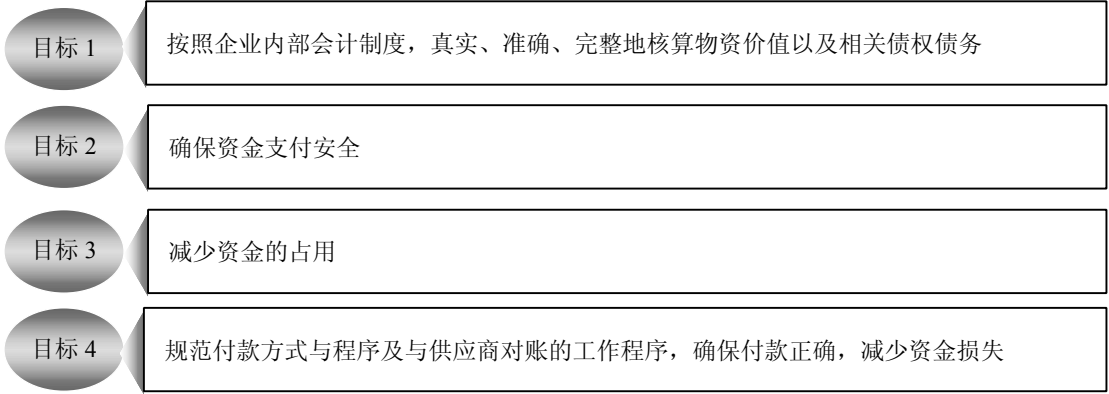 目标 1
按照企业内部会计制度，真实、准确、完整地核算物资价值以及相关债权债务
目标 2
确保资金支付安全
目标 3
减少资金的占用
目标 4
规范付款方式与程序及与供应商对账的工作程序，确保付款正确，减少资金损失